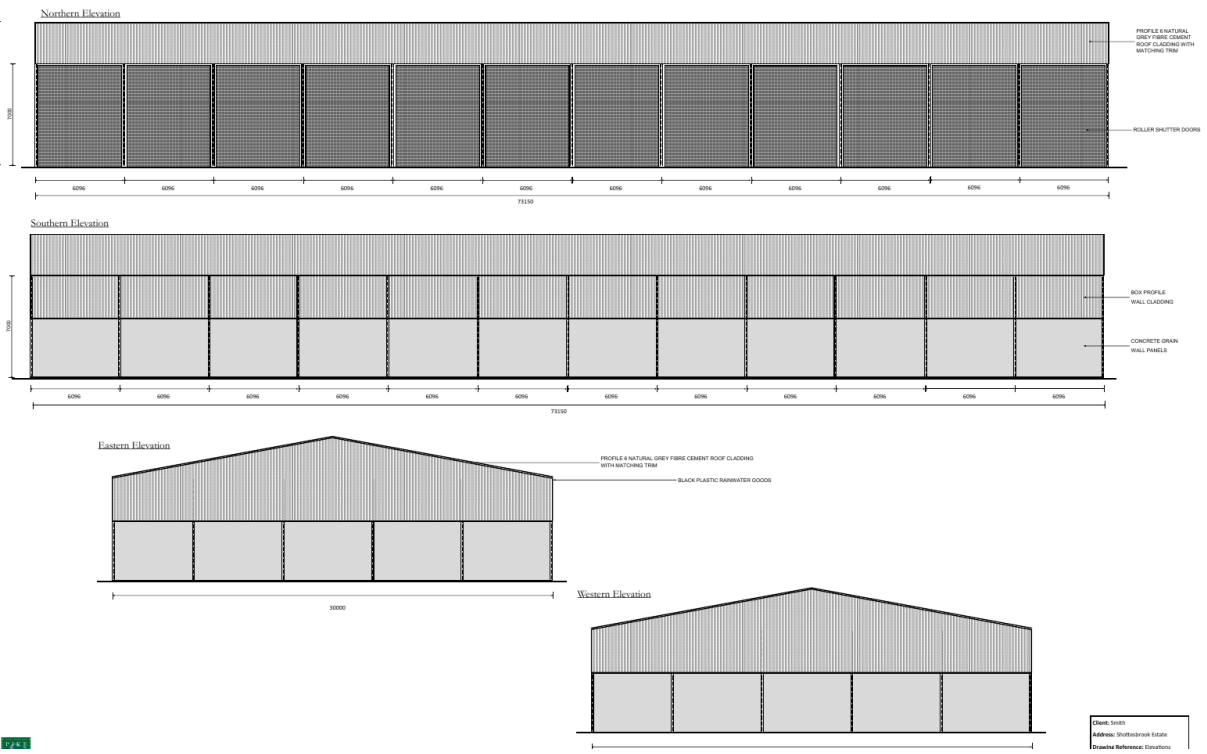 Northern Elevation
PROFILE 6 NATURAL
GREY FIBRE CEMENT
ROOF CLADDING WITH
MATCHING TRIM
7000
ROLLER SHUTTER DOORS
6096 6096 6096 6096 6096 6096 6096 6096 6096 6096 6096 6096
73150
Southern Elevation
BOX PROFILE
WALL CLADDING
7000
CONCRETE GRAIN
WALL PANELS
6096 6096 6096 6096 6096 6096 6096 6096 6096 6096 6096 6096
73150
Eastern Elevation
PROFILE 6 NATURAL GREY FIBRE CEMENT ROOF CLADDING
WITH MATCHING TRIM
BLACK PLASTIC RAINWATER GOODS
30000
Western Elevation
Client: Smith
Address: Shottesbrook Estate
Drawing Reference: Elevations